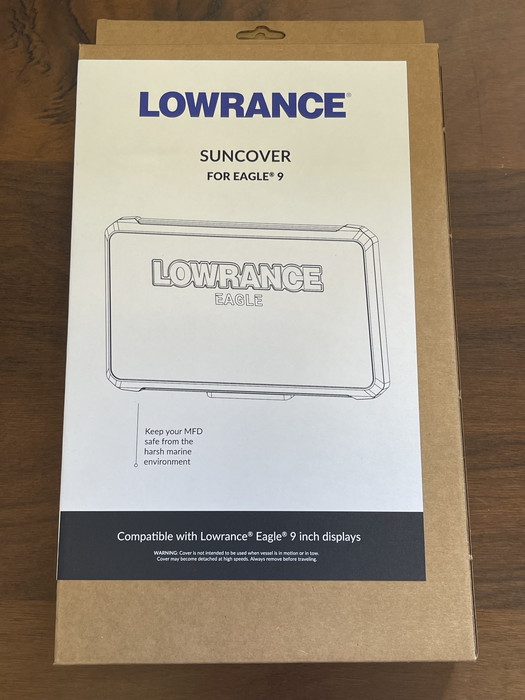 LOWRANCE®
SUNCOVER
FOR EAGLE® 9
LOWRANCE
EAGLE
Keep your MFD
safe from the
harsh marine
environment
Compatible with Lowrance® Eagle® 9 inch displays
WARNING: Cover is not intended to be used when vessel is in motion or in tow.
Cover may become detached at high speeds. Always remove before traveling.